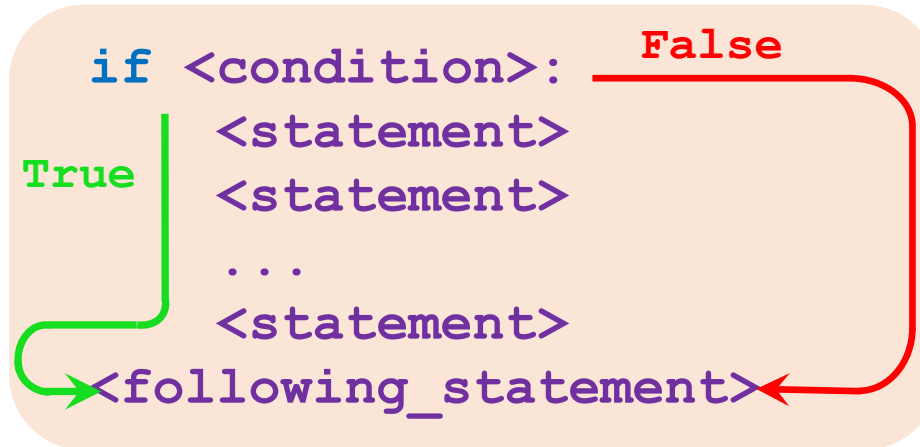 if <condition>: False
<statement>
True
<statement>
...
<statement>
<following_statement>